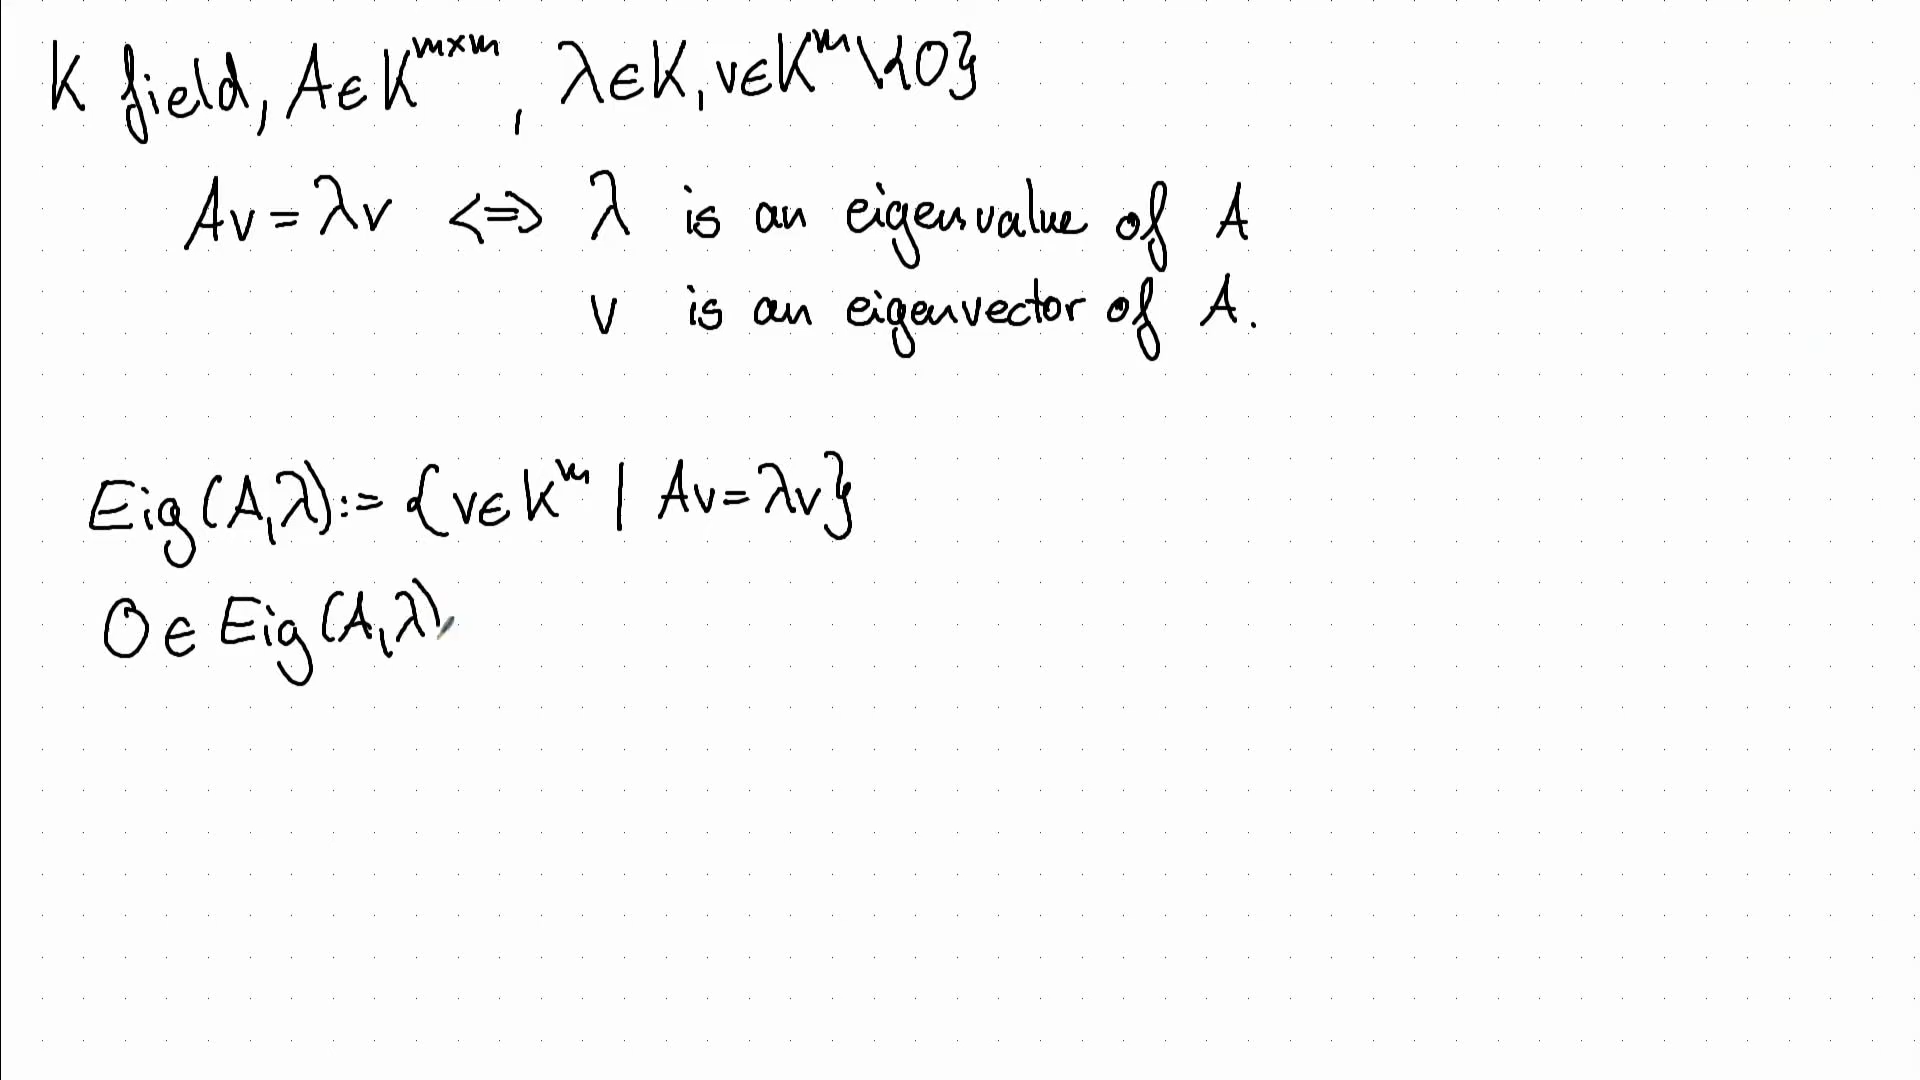 K field, A∈K^{m×m}, λ∈K, v∈K^m\{0}
Av = λv <=> λ is an eigenvalue of A
v is an eigenvector of A.
Eig(A,λ) := {v∈K^m | Av = λv}
0∈ Eig(A,λ)